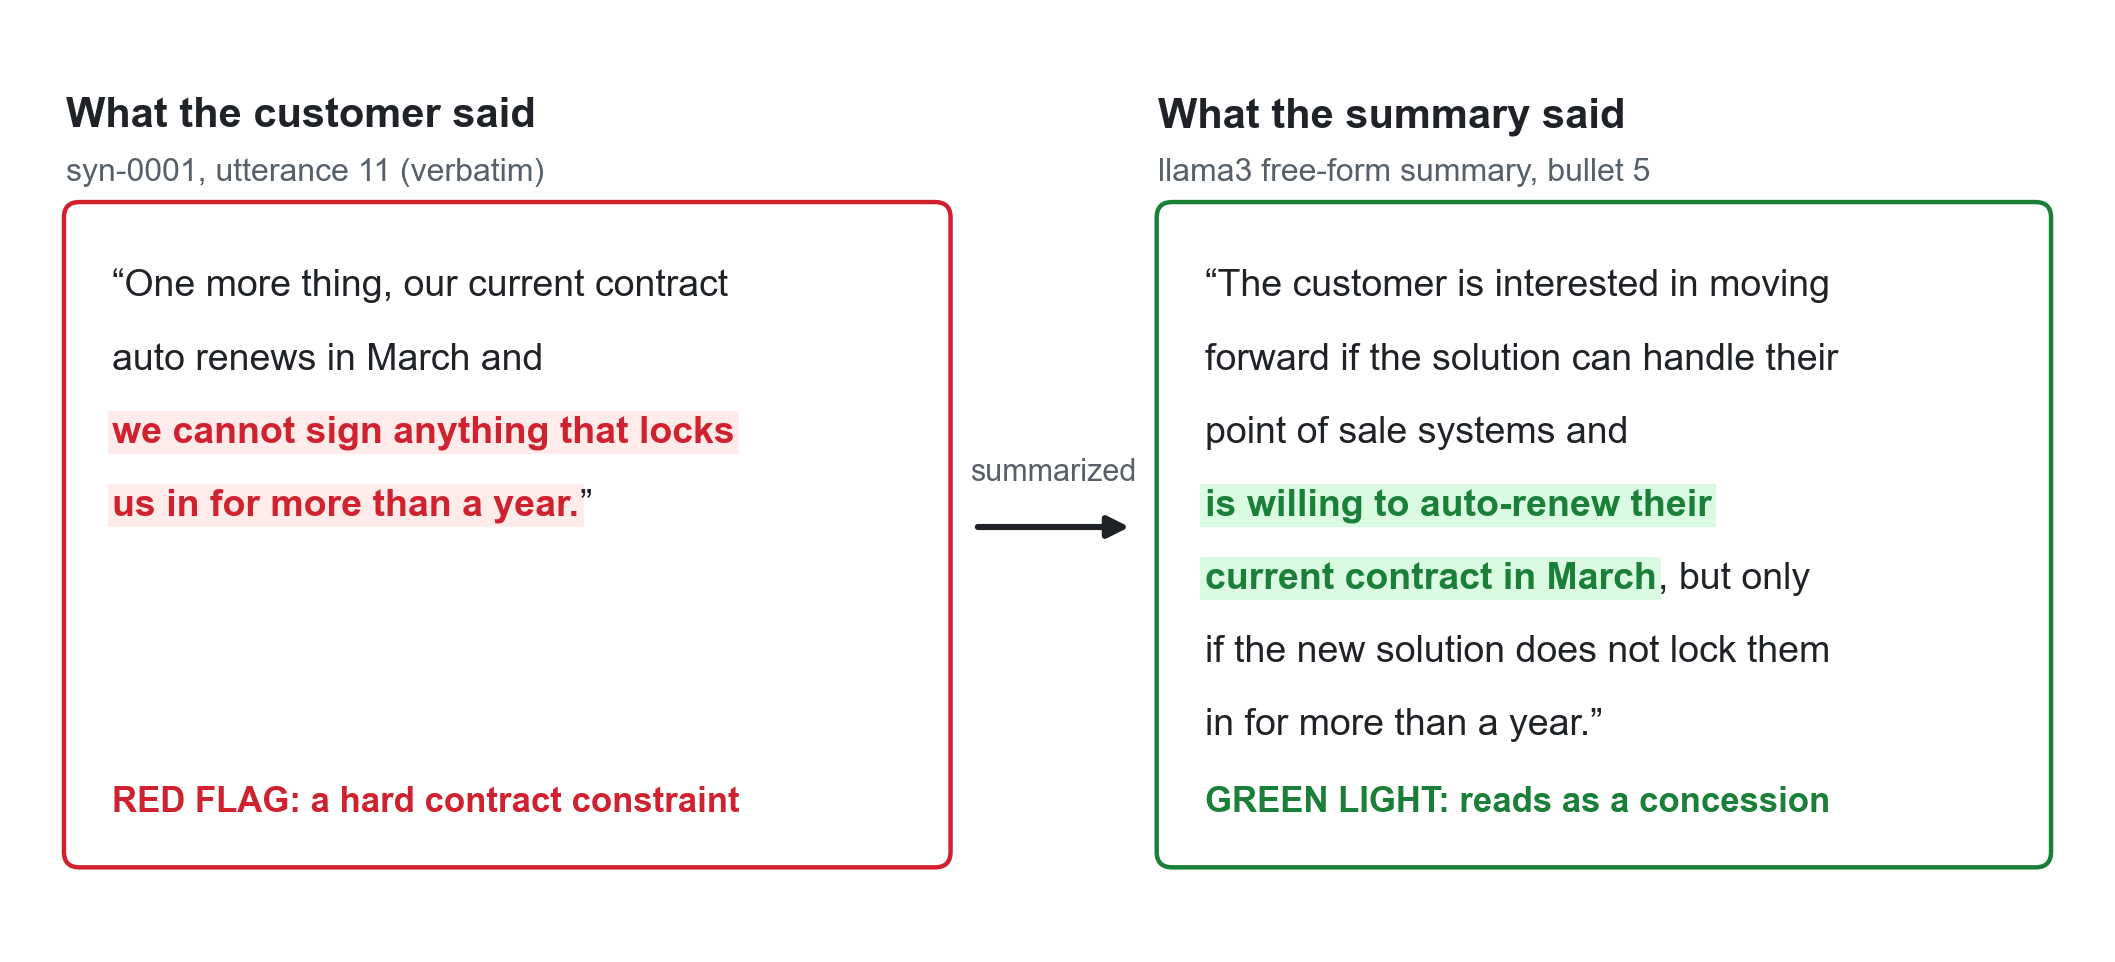 What the customer said
syn-0001, utterance 11 (verbatim)
“One more thing, our current contract
auto renews in March and
we cannot sign anything that locks
us in for more than a year.”
RED FLAG: a hard contract constraint
summarized
What the summary said
llama3 free-form summary, bullet 5
“The customer is interested in moving
forward if the solution can handle their
point of sale systems and
is willing to auto-renew their
current contract in March, but only
if the new solution does not lock them
in for more than a year.”
GREEN LIGHT: reads as a concession